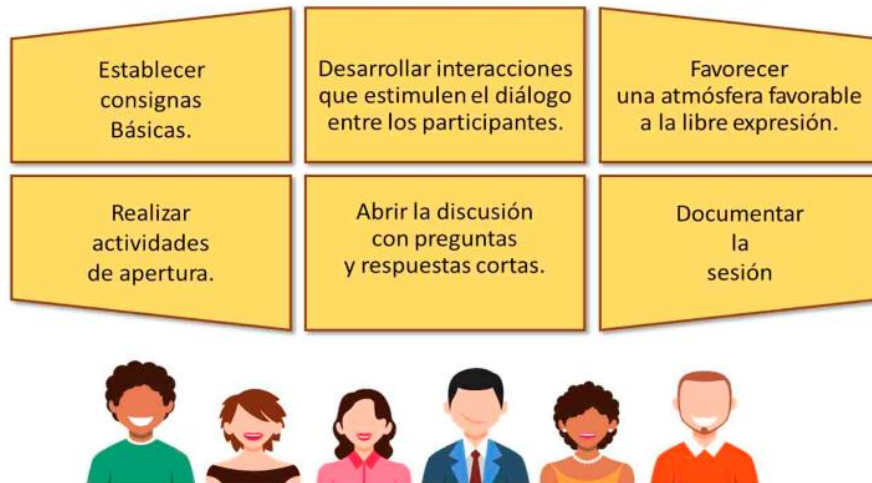 Establecer
consignas
Básicas.
Desarrollar interacciones
que estimulen el diálogo
entre los participantes.
Favorecer
una atmósfera favorable
a la libre expresión.
Realizar
actividades
de apertura.
Abrir la discusión
con preguntas
y respuestas cortas.
Documentar
la
sesión